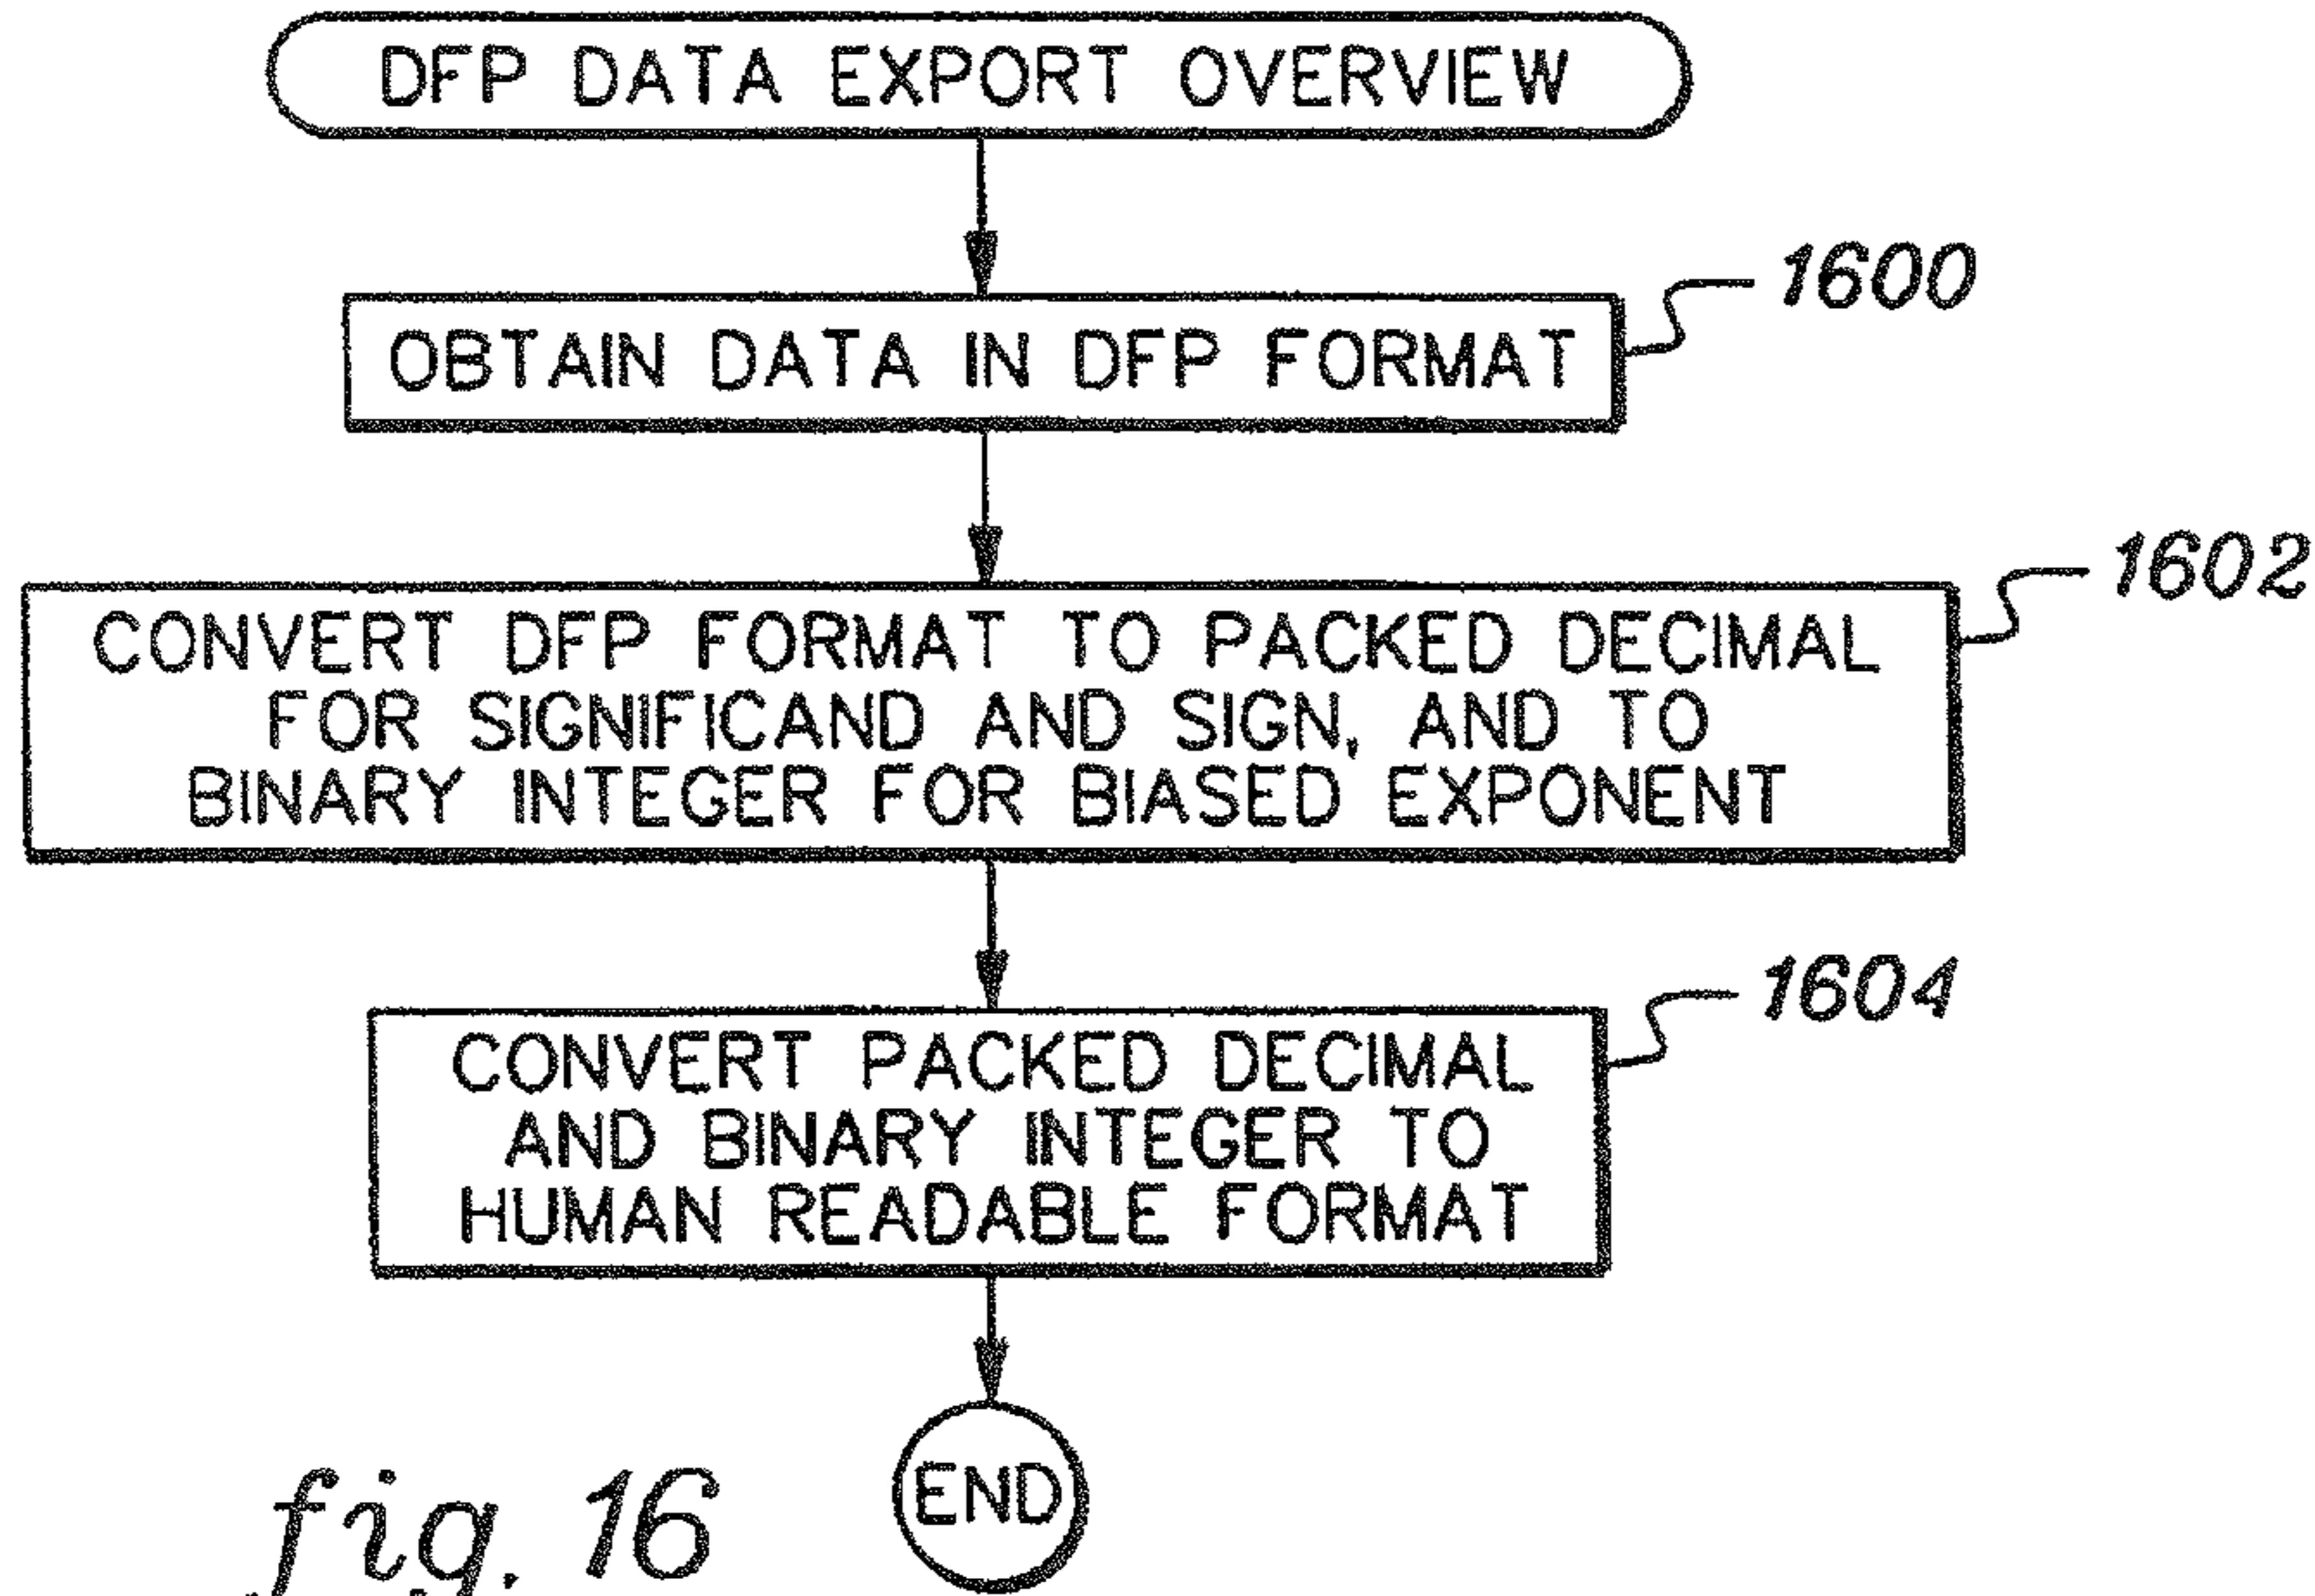 DFP DATA EXPORT OVERVIEW
1600
OBTAIN DATA IN DFP FORMAT
1602
CONVERT DFP FORMAT TO PACKED DECIMAL
FOR SIGNIFICAND AND SIGN, AND TO
BINARY INTEGER FOR BIASED EXPONENT
1604
CONVERT PACKED DECIMAL
AND BINARY INTEGER TO
HUMAN READABLE FORMAT
END
fig. 16